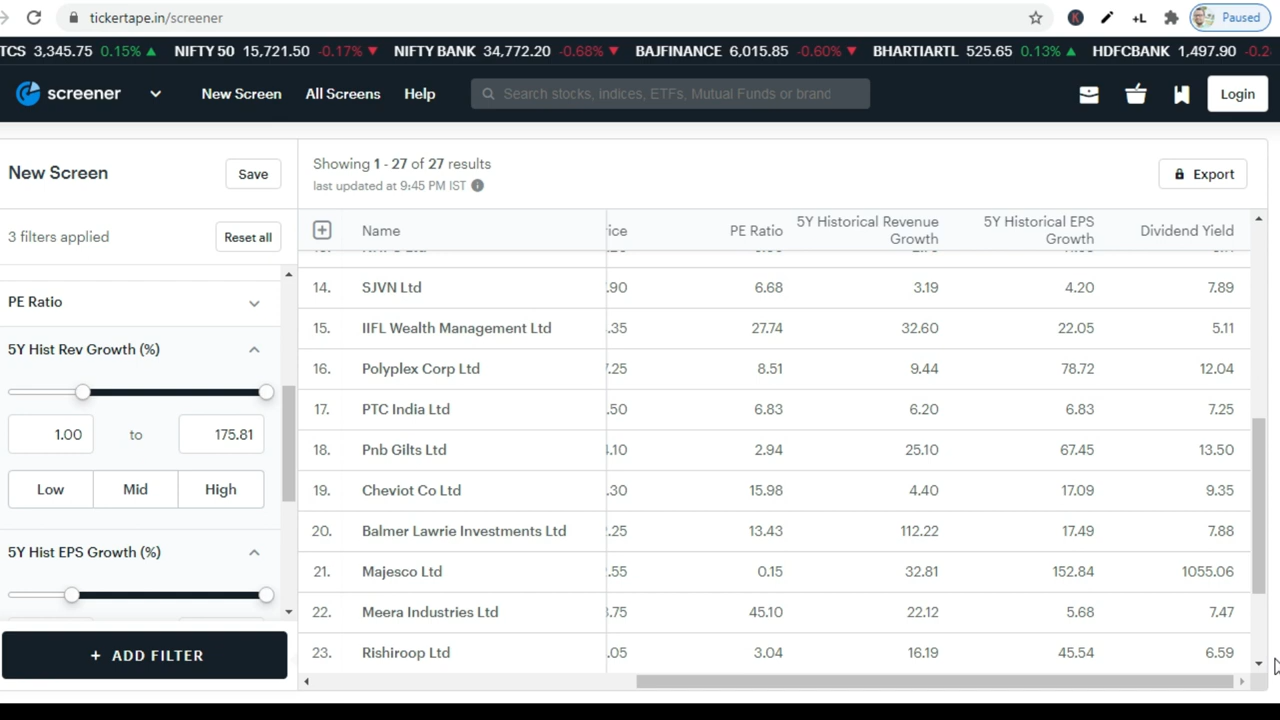 tickertape.in/screener
K
+L
Paused
TCS 3,345.75 0.15% ▲ NIFTY 50 15,721.50 -0.17% ▼ NIFTY BANK 34,772.20 -0.68% ▼ BAJFINANCE 6,015.85 -0.60% ▼ BHARTIARTL 525.65 0.13% ▲ HDFCBANK 1,497.90 -0.2
screener New Screen All Screens Help Search stocks, indices, ETFs, Mutual Funds or brand Login
New Screen Save
3 filters applied Reset all
PE Ratio
5Y Hist Rev Growth (%)
1.00 to 175.81
Low Mid High
5Y Hist EPS Growth (%)
+ ADD FILTER
Showing 1 - 27 of 27 results
last updated at 9:45 PM IST
Export
Name ice PE Ratio 5Y Historical Revenue Growth 5Y Historical EPS Growth Dividend Yield
14. SJVN Ltd .90 6.68 3.19 4.20 7.89
15. IIFL Wealth Management Ltd .35 27.74 32.60 22.05 5.11
16. Polyplex Corp Ltd .25 8.51 9.44 78.72 12.04
17. PTC India Ltd .50 6.83 6.20 6.83 7.25
18. Pnb Gilts Ltd .10 2.94 25.10 67.45 13.50
19. Cheviot Co Ltd .30 15.98 4.40 17.09 9.35
20. Balmer Lawrie Investments Ltd .25 13.43 112.22 17.49 7.88
21. Majesco Ltd .55 0.15 32.81 152.84 1055.06
22. Meera Industries Ltd .75 45.10 22.12 5.68 7.47
23. Rishiroop Ltd .05 3.04 16.19 45.54 6.59